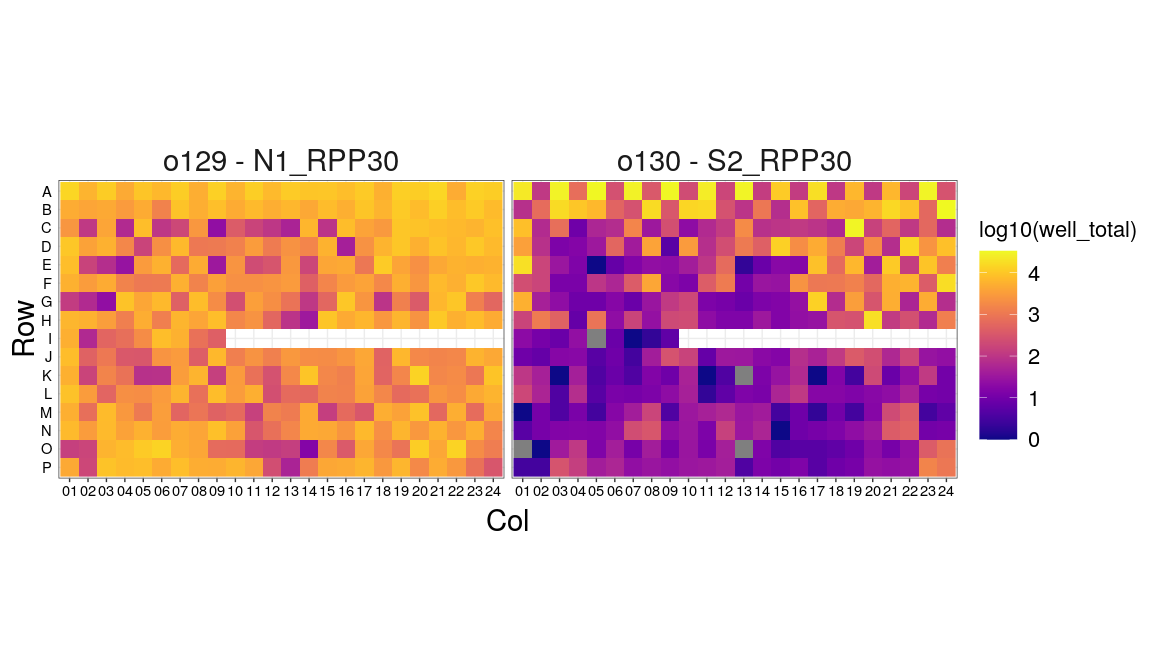 o129 - N1_RPP30
o130 - S2_RPP30
Row
A
B
C
D
E
F
G
H
I
J
K
L
M
N
O
P
01 02 03 04 05 06 07 08 09 10 11 12 13 14 15 16 17 18 19 20 21 22 23 24
01 02 03 04 05 06 07 08 09 10 11 12 13 14 15 16 17 18 19 20 21 22 23 24
Col
log10(well_total)
4
3
2
1
0